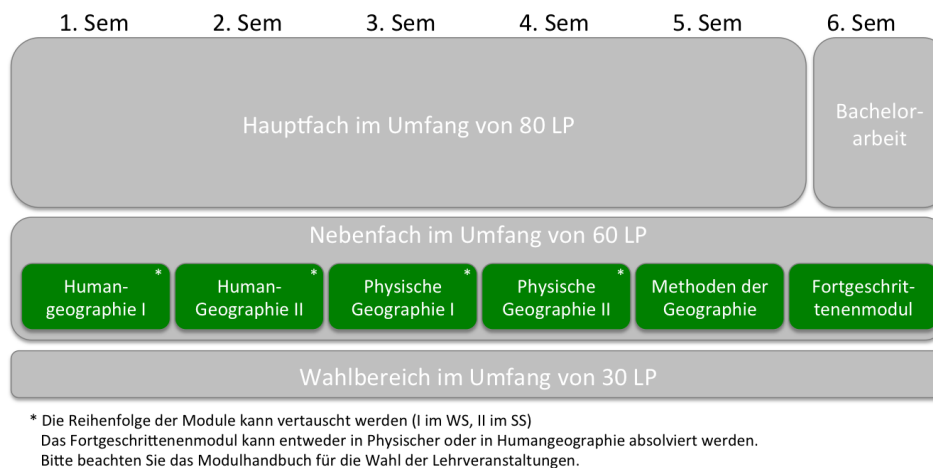 1. Sem 2. Sem 3. Sem 4. Sem 5. Sem 6. Sem
Hauptfach im Umfang von 80 LP
Bachelor-
arbeit
Nebenfach im Umfang von 60 LP
Human-
geographie I
*
Human-
Geographie II
*
Physische
Geographie I
*
Physische
Geographie II
*
Methoden der
Geographie
Fortgeschrit-
tenenmodul
Wahlbereich im Umfang von 30 LP
* Die Reihenfolge der Module kann vertauscht werden (I im WS, II im SS)
Das Fortgeschrittenenmodul kann entweder in Physischer oder in Humangeographie absolviert werden.
Bitte beachten Sie das Modulhandbuch für die Wahl der Lehrveranstaltungen.